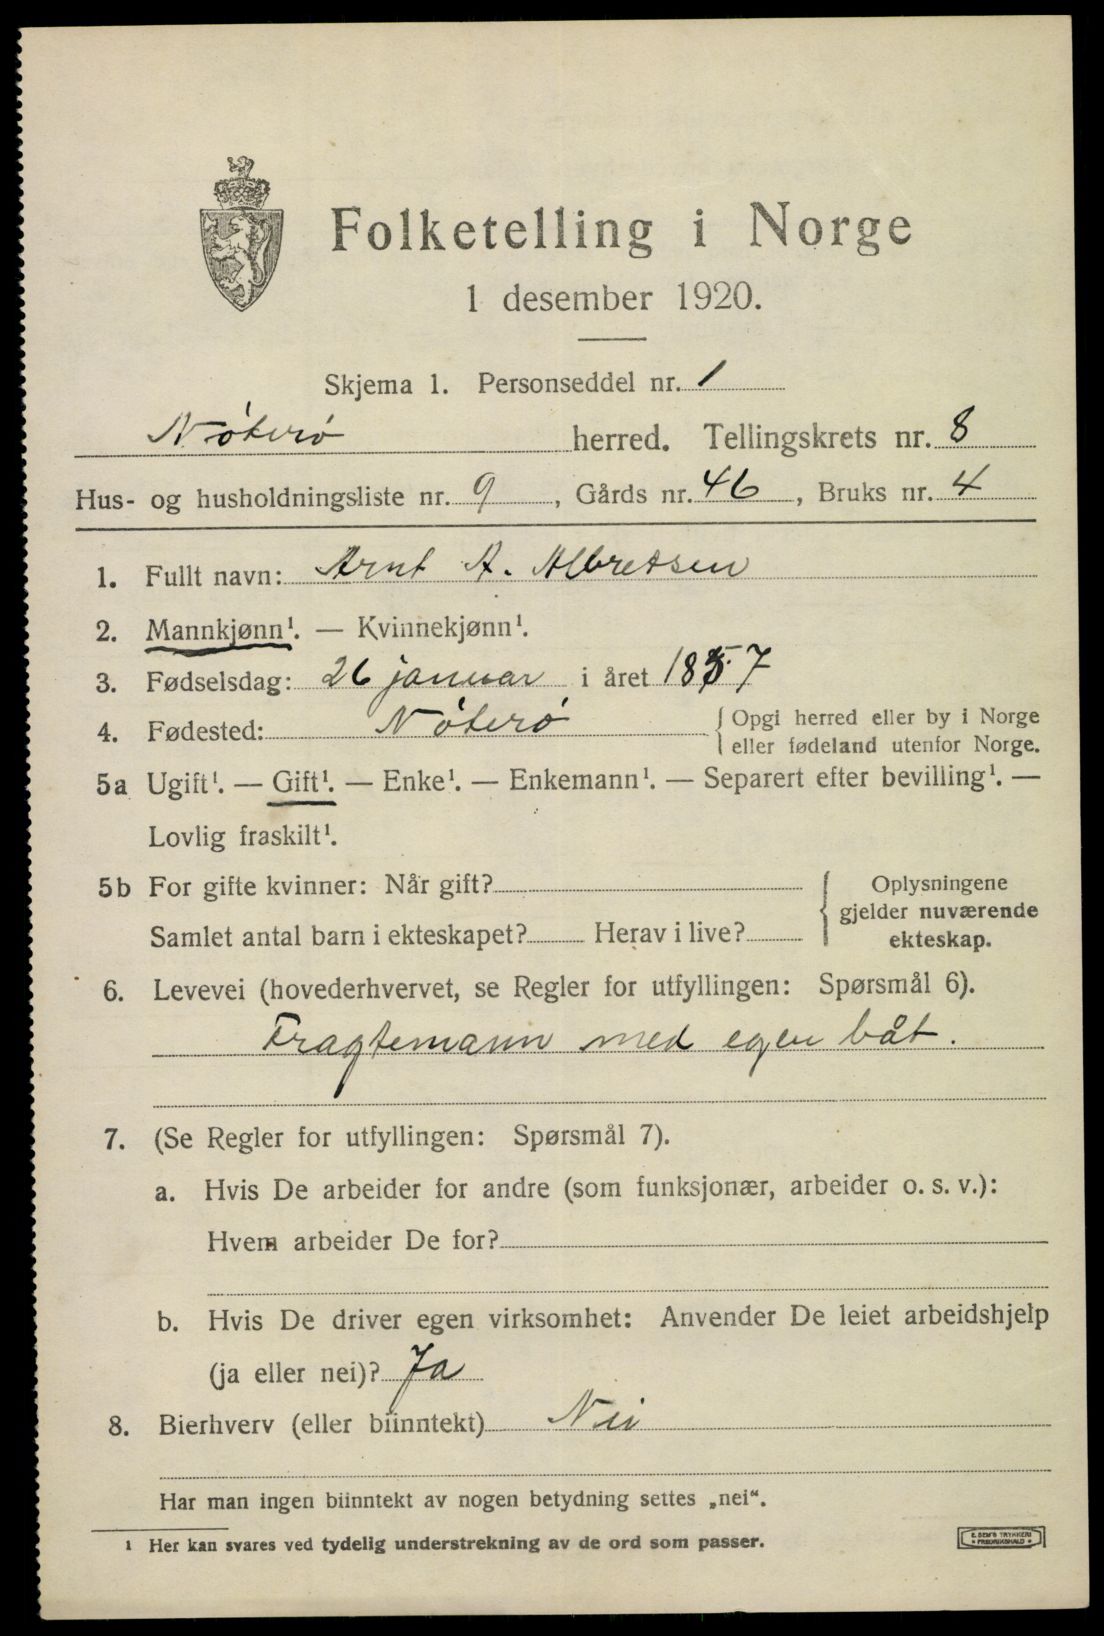 Folketelling i Norge
1 desember 1920.
Skjema 1. Personseddel nr. 1
Nøterø herred. Tellingskrets nr. 8
Hus- og husholdningsliste nr. 9, Gårds nr. 46, Bruks nr. 4
1. Fullt navn: Arnt A. Albretsen
2. Mannkjønn¹. — Kvinnekjønn¹.
3. Fødselsdag: 26 januar i året 1857
4. Fødested: Nøterø { Opgi herred eller by i Norge
eller fødeland utenfor Norge.
5a Ugift¹. — Gift¹. — Enke¹. — Enkemann¹. — Separert efter bevilling¹. —
Lovlig fraskilt¹.
5b For gifte kvinner: Når gift? { Oplysningene
gjelder nuværende
Samlet antal barn i ekteskapet? Herav i live?
ekteskap.
6. Levevei (hovederhvervet, se Regler for utfyllingen: Spørsmål 6).
Fragtemann med egen båt.
7. (Se Regler for utfyllingen: Spørsmål 7).
a. Hvis De arbeider for andre (som funksjonær, arbeider o. s. v.):
Hvem arbeider De for?
b. Hvis De driver egen virksomhet: Anvender De leiet arbeidshjelp
(ja eller nei)? Ja
8. Bierhverv (eller biinntekt) Nei
Har man ingen biinntekt av nogen betydning settes „nei“.
¹ Her kan svares ved tydelig understrekning av de ord som passer.
E. SEM'S TRYKKERI
FREDRIKSHALD